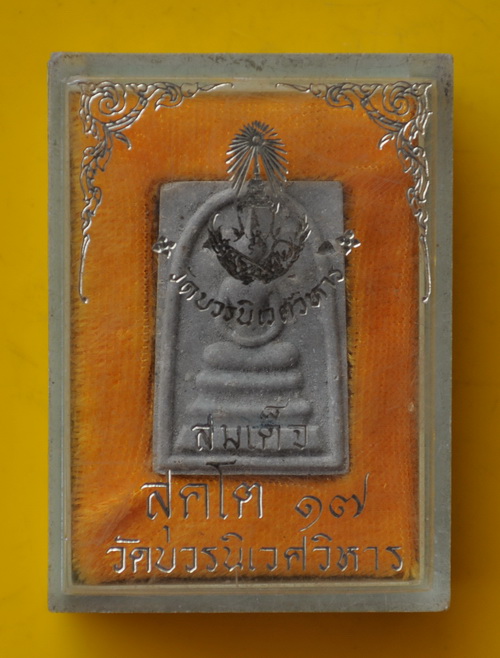 วัดบวรนิเวศวิหาร
สมเด็จ
สุคโต ๑๗
วัดบวรนิเวศวิหาร